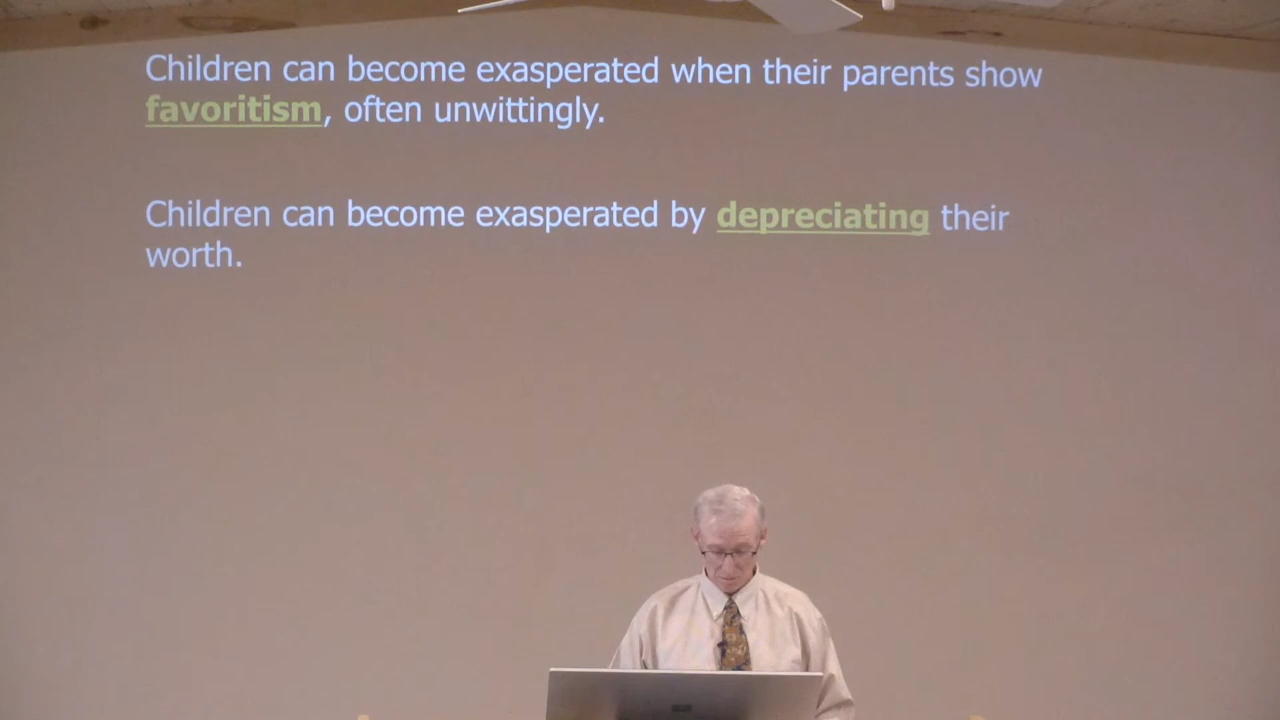 Children can become exasperated when their parents show
favoritism, often unwittingly.
Children can become exasperated by depreciating their
worth.